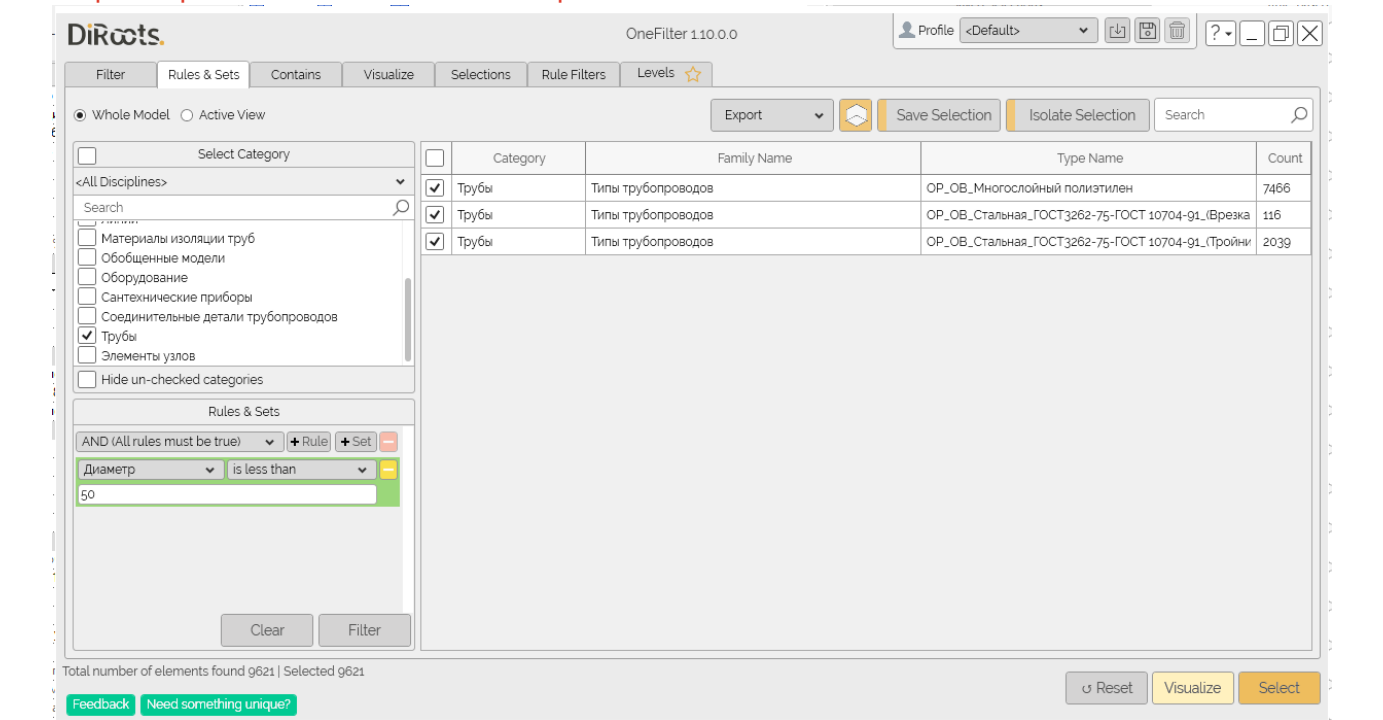 DiRoots.
OneFilter 1.10.0.0
Profile <Default>
?
Filter Rules & Sets Contains Visualize Selections Rule Filters Levels
Whole Model Active View
Export Save Selection Isolate Selection Search
Select Category
<All Disciplines>
Search
Материалы изоляции труб
Обобщенные модели
Оборудование
Сантехнические приборы
Соединительные детали трубопроводов
Трубы
Элементы узлов
Hide un-checked categories
Rules & Sets
AND (All rules must be true) +Rule +Set
Диаметр is less than
50
Clear Filter
Category Family Name Type Name Count
Трубы Типы трубопроводов ОР_ОВ_Многослойный полиэтилен 7466
Трубы Типы трубопроводов ОР_ОВ_Стальная_ГОСТ3262-75-ГОСТ 10704-91_(Врезка 116
Трубы Типы трубопроводов ОР_ОВ_Стальная_ГОСТ3262-75-ГОСТ 10704-91_(Тройни 2039
Total number of elements found 9621 | Selected 9621
Feedback Need something unique?
Reset Visualize Select